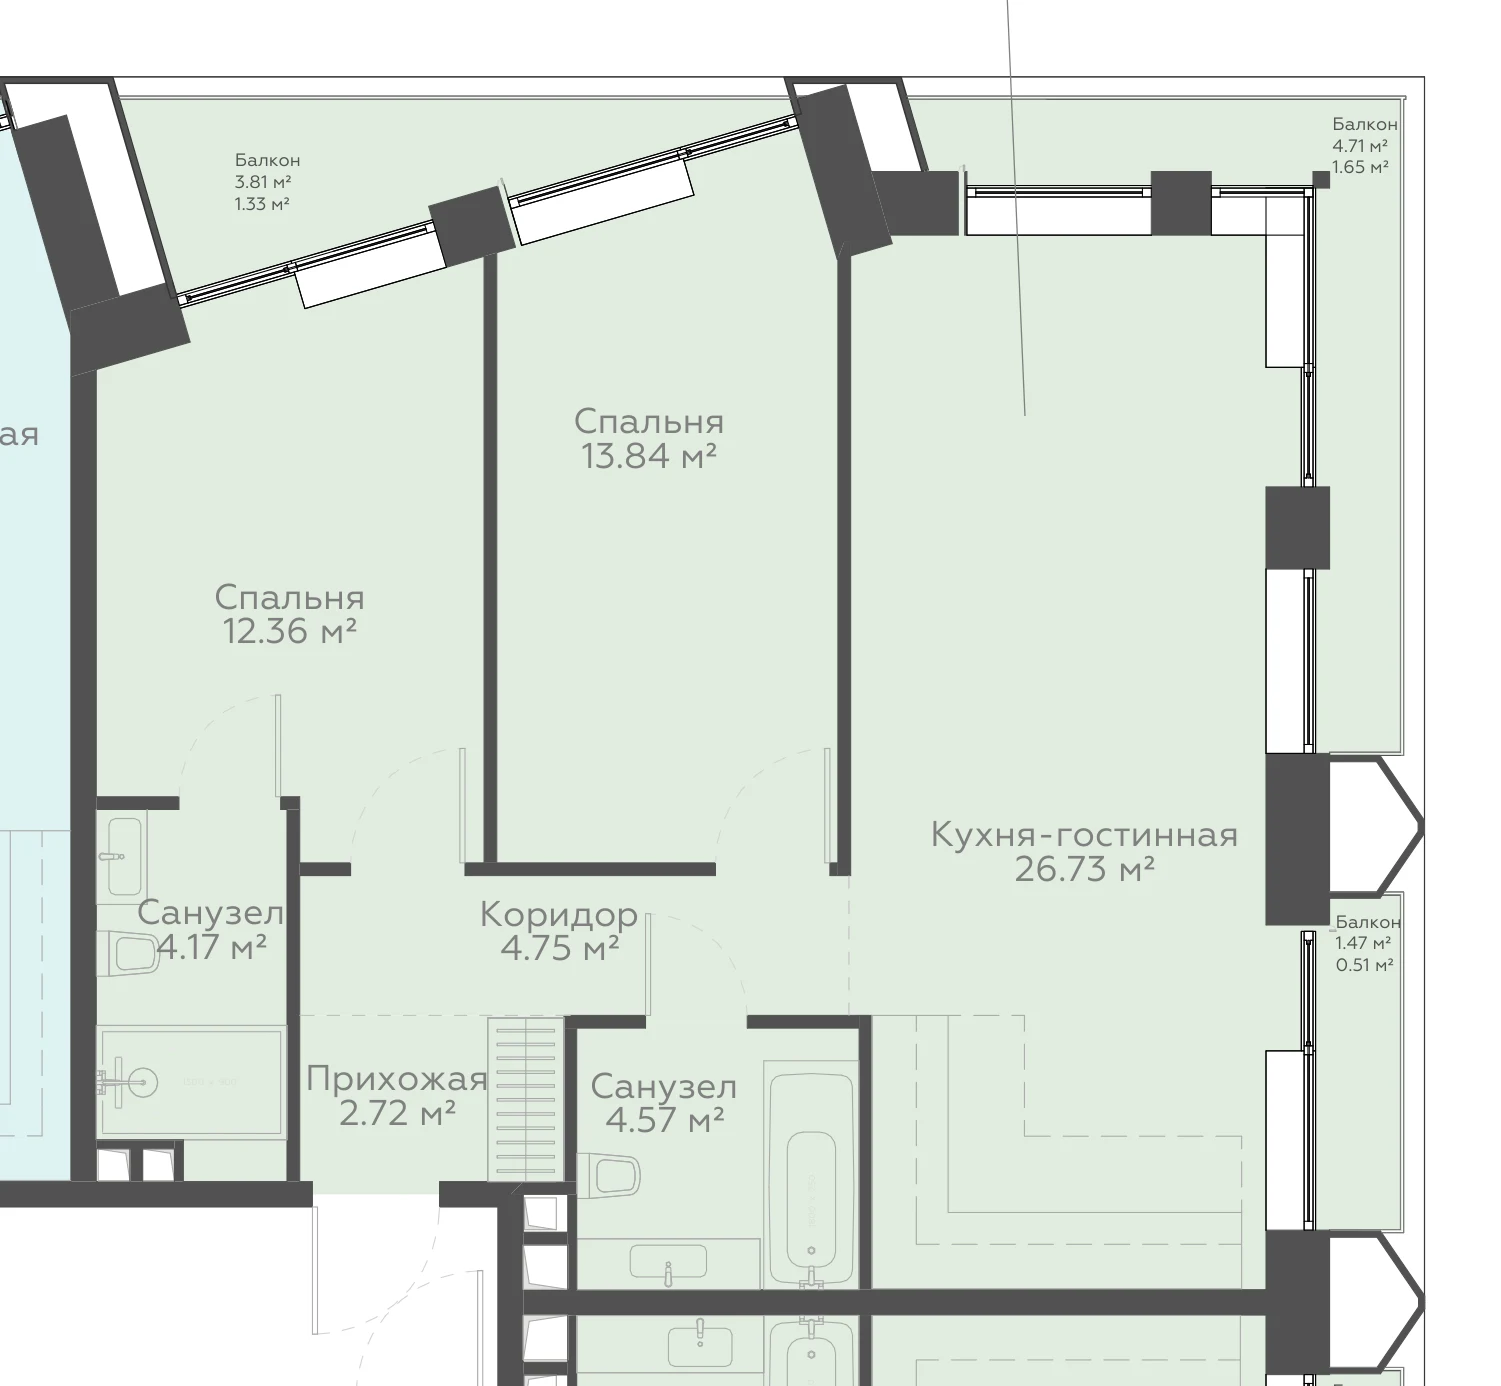 Балкон
3.81 м²
1.33 м²
Балкон
4.71 м²
1.65 м²
ая
Спальня
13.84 м²
Спальня
12.36 м²
Кухня-гостинная
26.73 м²
Санузел
4.17 м²
Коридор
4.75 м²
Балкон
1.47 м²
0.51 м²
Прихожая
2.72 м²
Санузел
4.57 м²